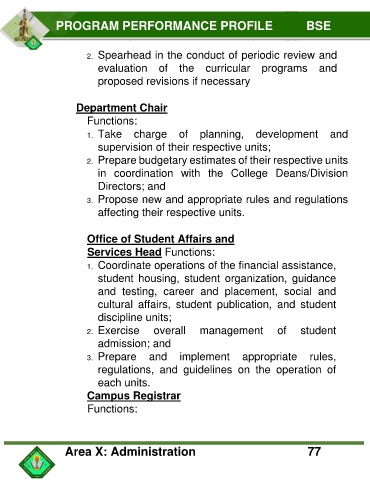 PROGRAM PERFORMANCE PROFILE BSE
2. Spearhead in the conduct of periodic review and
evaluation of the curricular programs and
proposed revisions if necessary
Department Chair
Functions:
1. Take charge of planning, development and
supervision of their respective units;
2. Prepare budgetary estimates of their respective units
in coordination with the College Deans/Division
Directors; and
3. Propose new and appropriate rules and regulations
affecting their respective units.
Office of Student Affairs and
Services Head Functions:
1. Coordinate operations of the financial assistance,
student housing, student organization, guidance
and testing, career and placement, social and
cultural affairs, student publication, and student
discipline units;
2. Exercise overall management of student
admission; and
3. Prepare and implement appropriate rules,
regulations, and guidelines on the operation of
each units.
Campus Registrar
Functions:
Area X: Administration 77